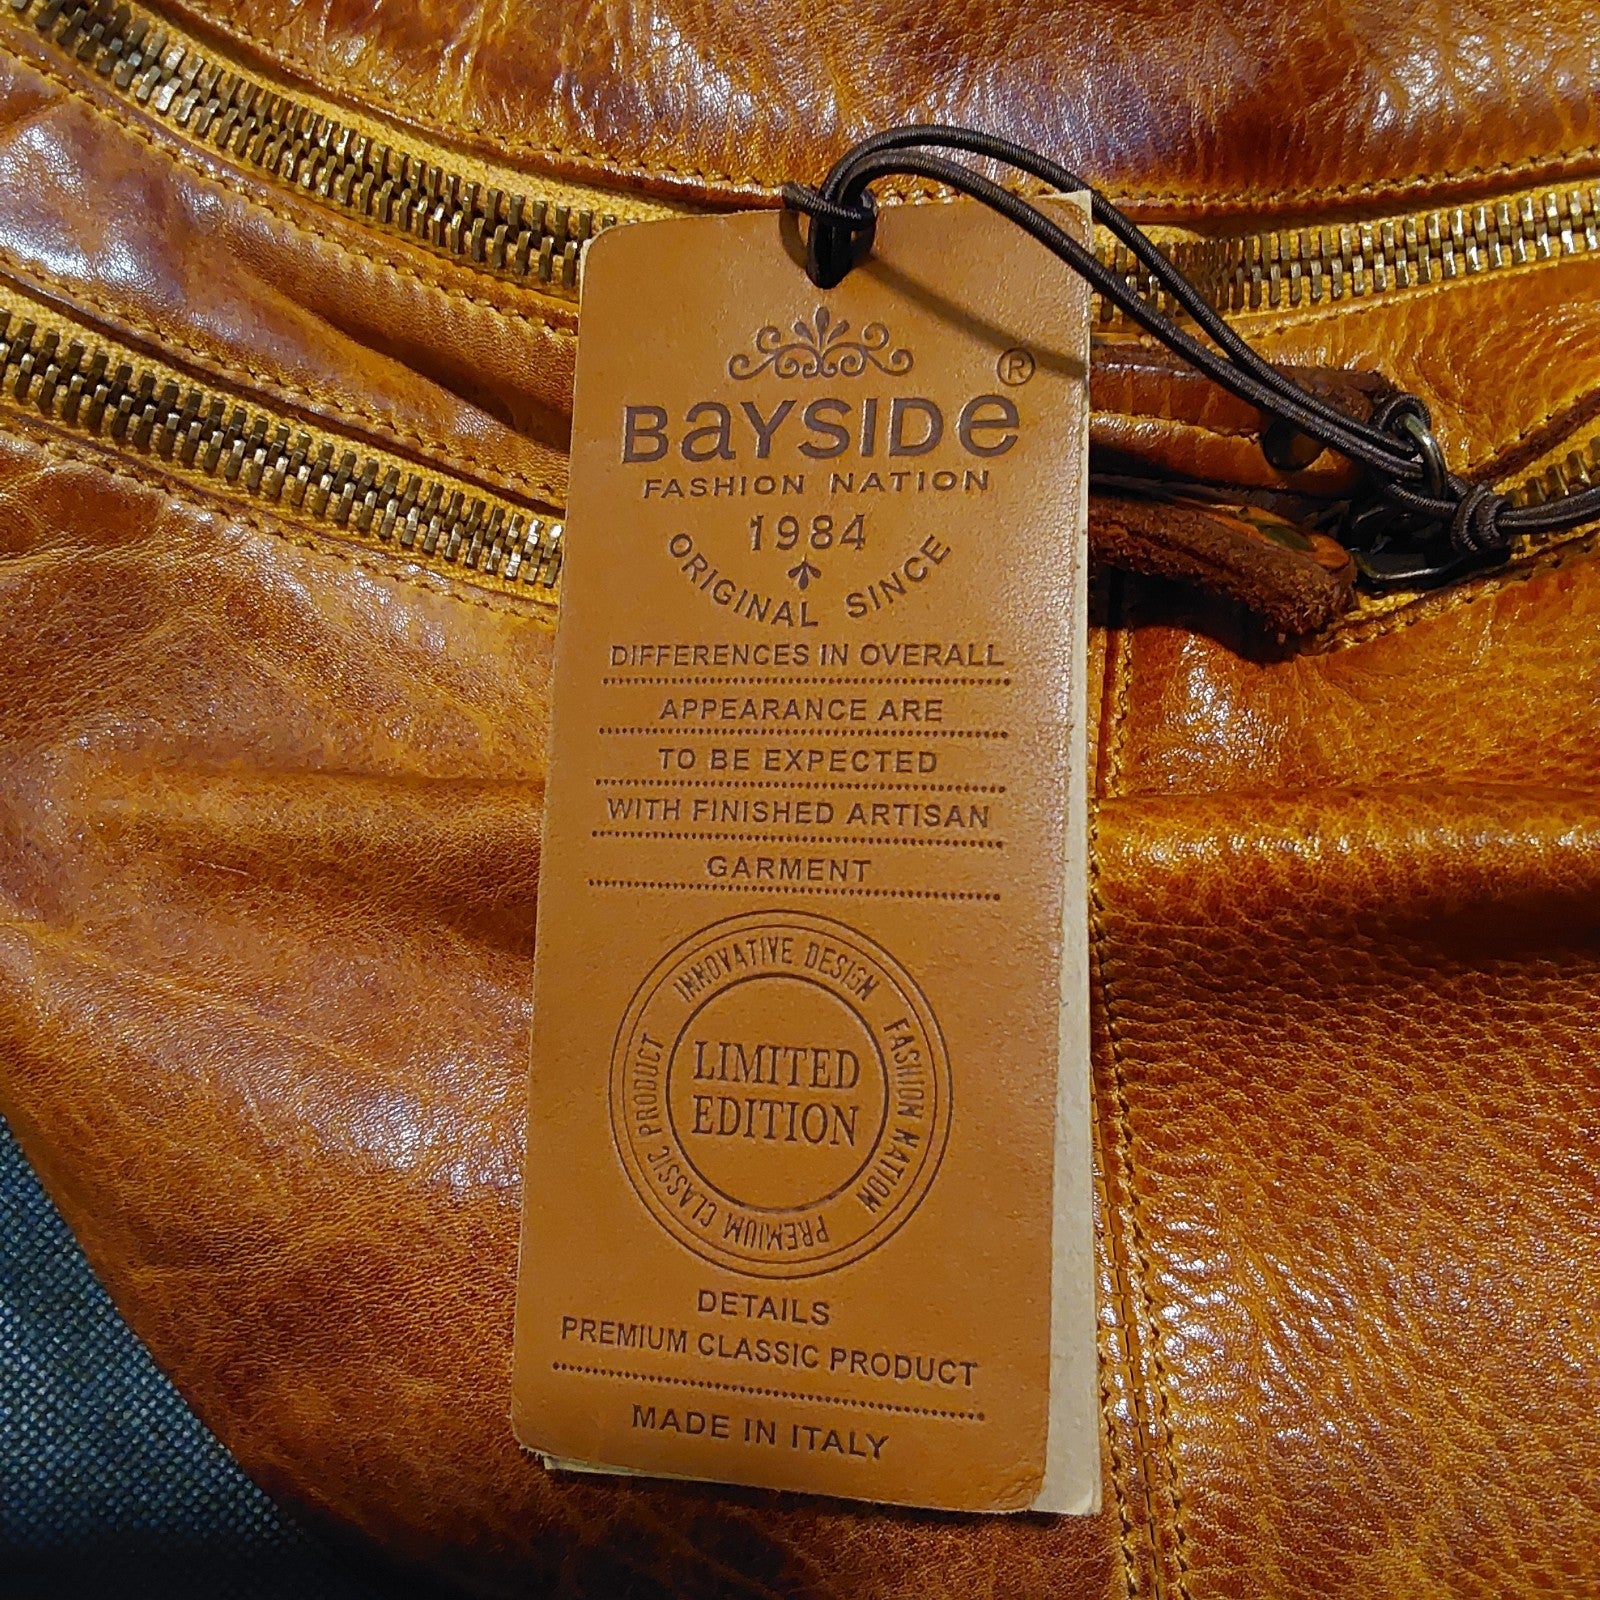 BaYSIDe ®
FASHION NATION
1984
ORIGINAL SINCE
DIFFERENCES IN OVERALL
APPEARANCE ARE
TO BE EXPECTED
WITH FINISHED ARTISAN
GARMENT
INNOVATIVE DESIGN
FASHION NATION
PREMIUM CLASSIC PRODUCT
LIMITED
EDITION
DETAILS
PREMIUM CLASSIC PRODUCT
MADE IN ITALY